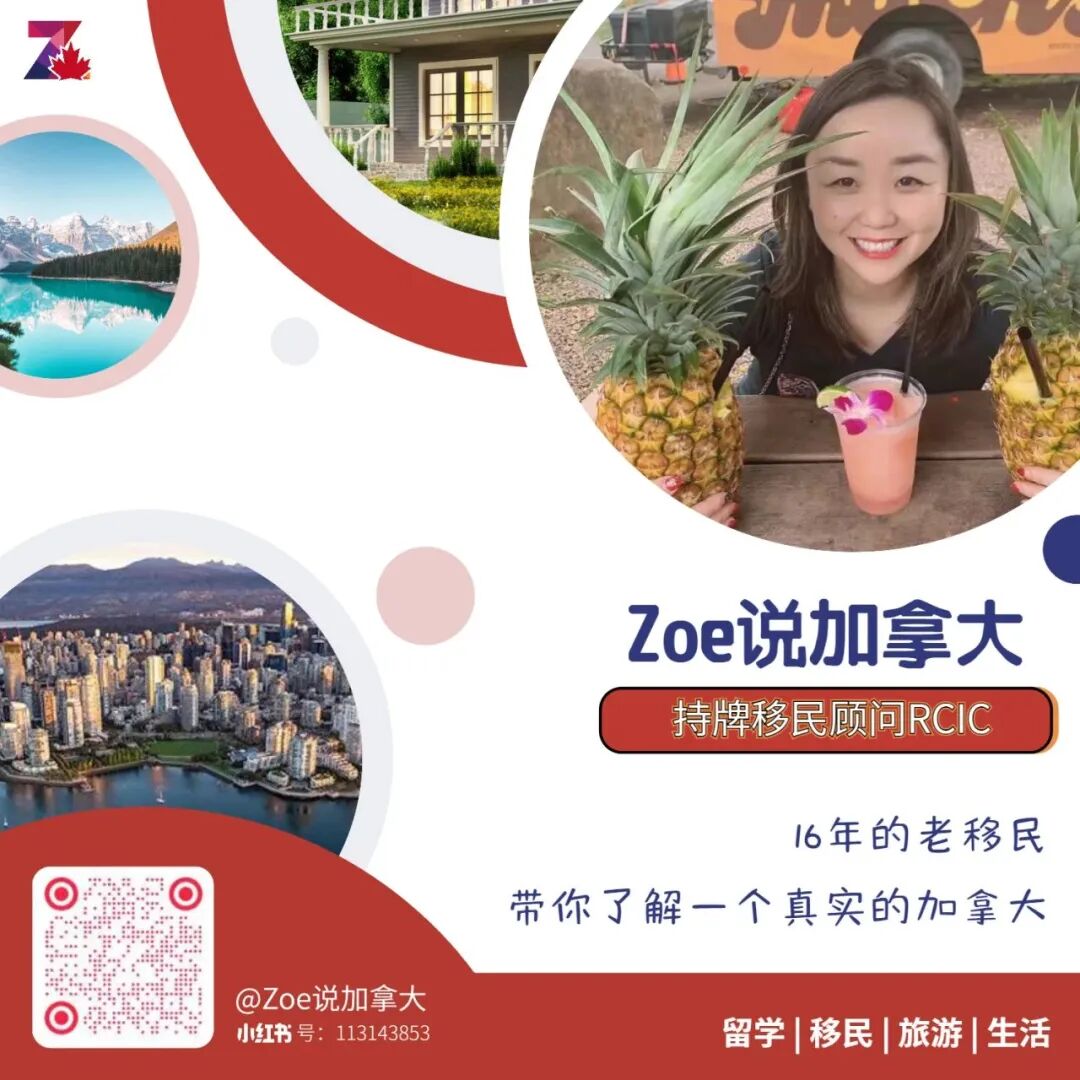 Zoe说加拿大
持牌移民顾问RCIC
16年的老移民
带你了解一个真实的加拿大
@Zoe说加拿大
小红书号：113143853
留学 | 移民 | 旅游 | 生活